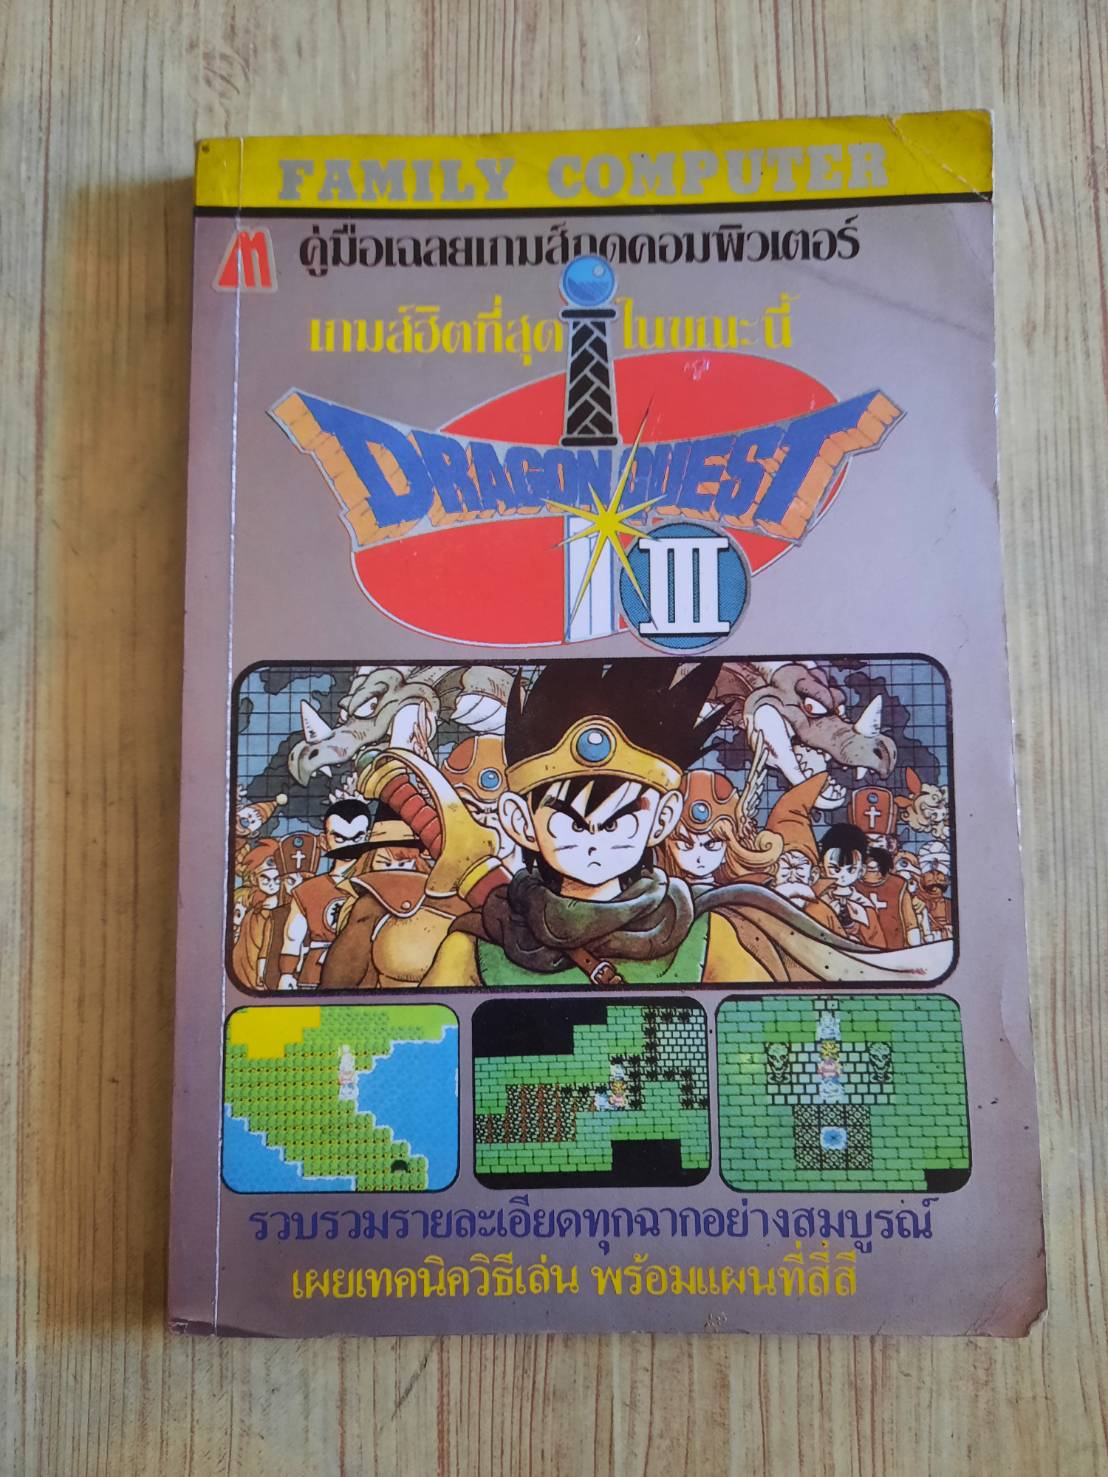 FAMILY COMPUTER
คู่มือเฉลยเกมส์กดคอมพิวเตอร์
เกมส์ฮิตที่สุดในขณะนี้
DRAGON QUEST
III
รวบรวมรายละเอียดทุกฉากอย่างสมบูรณ์
เผยเทคนิควิธีเล่น พร้อมแผนที่สี่สี